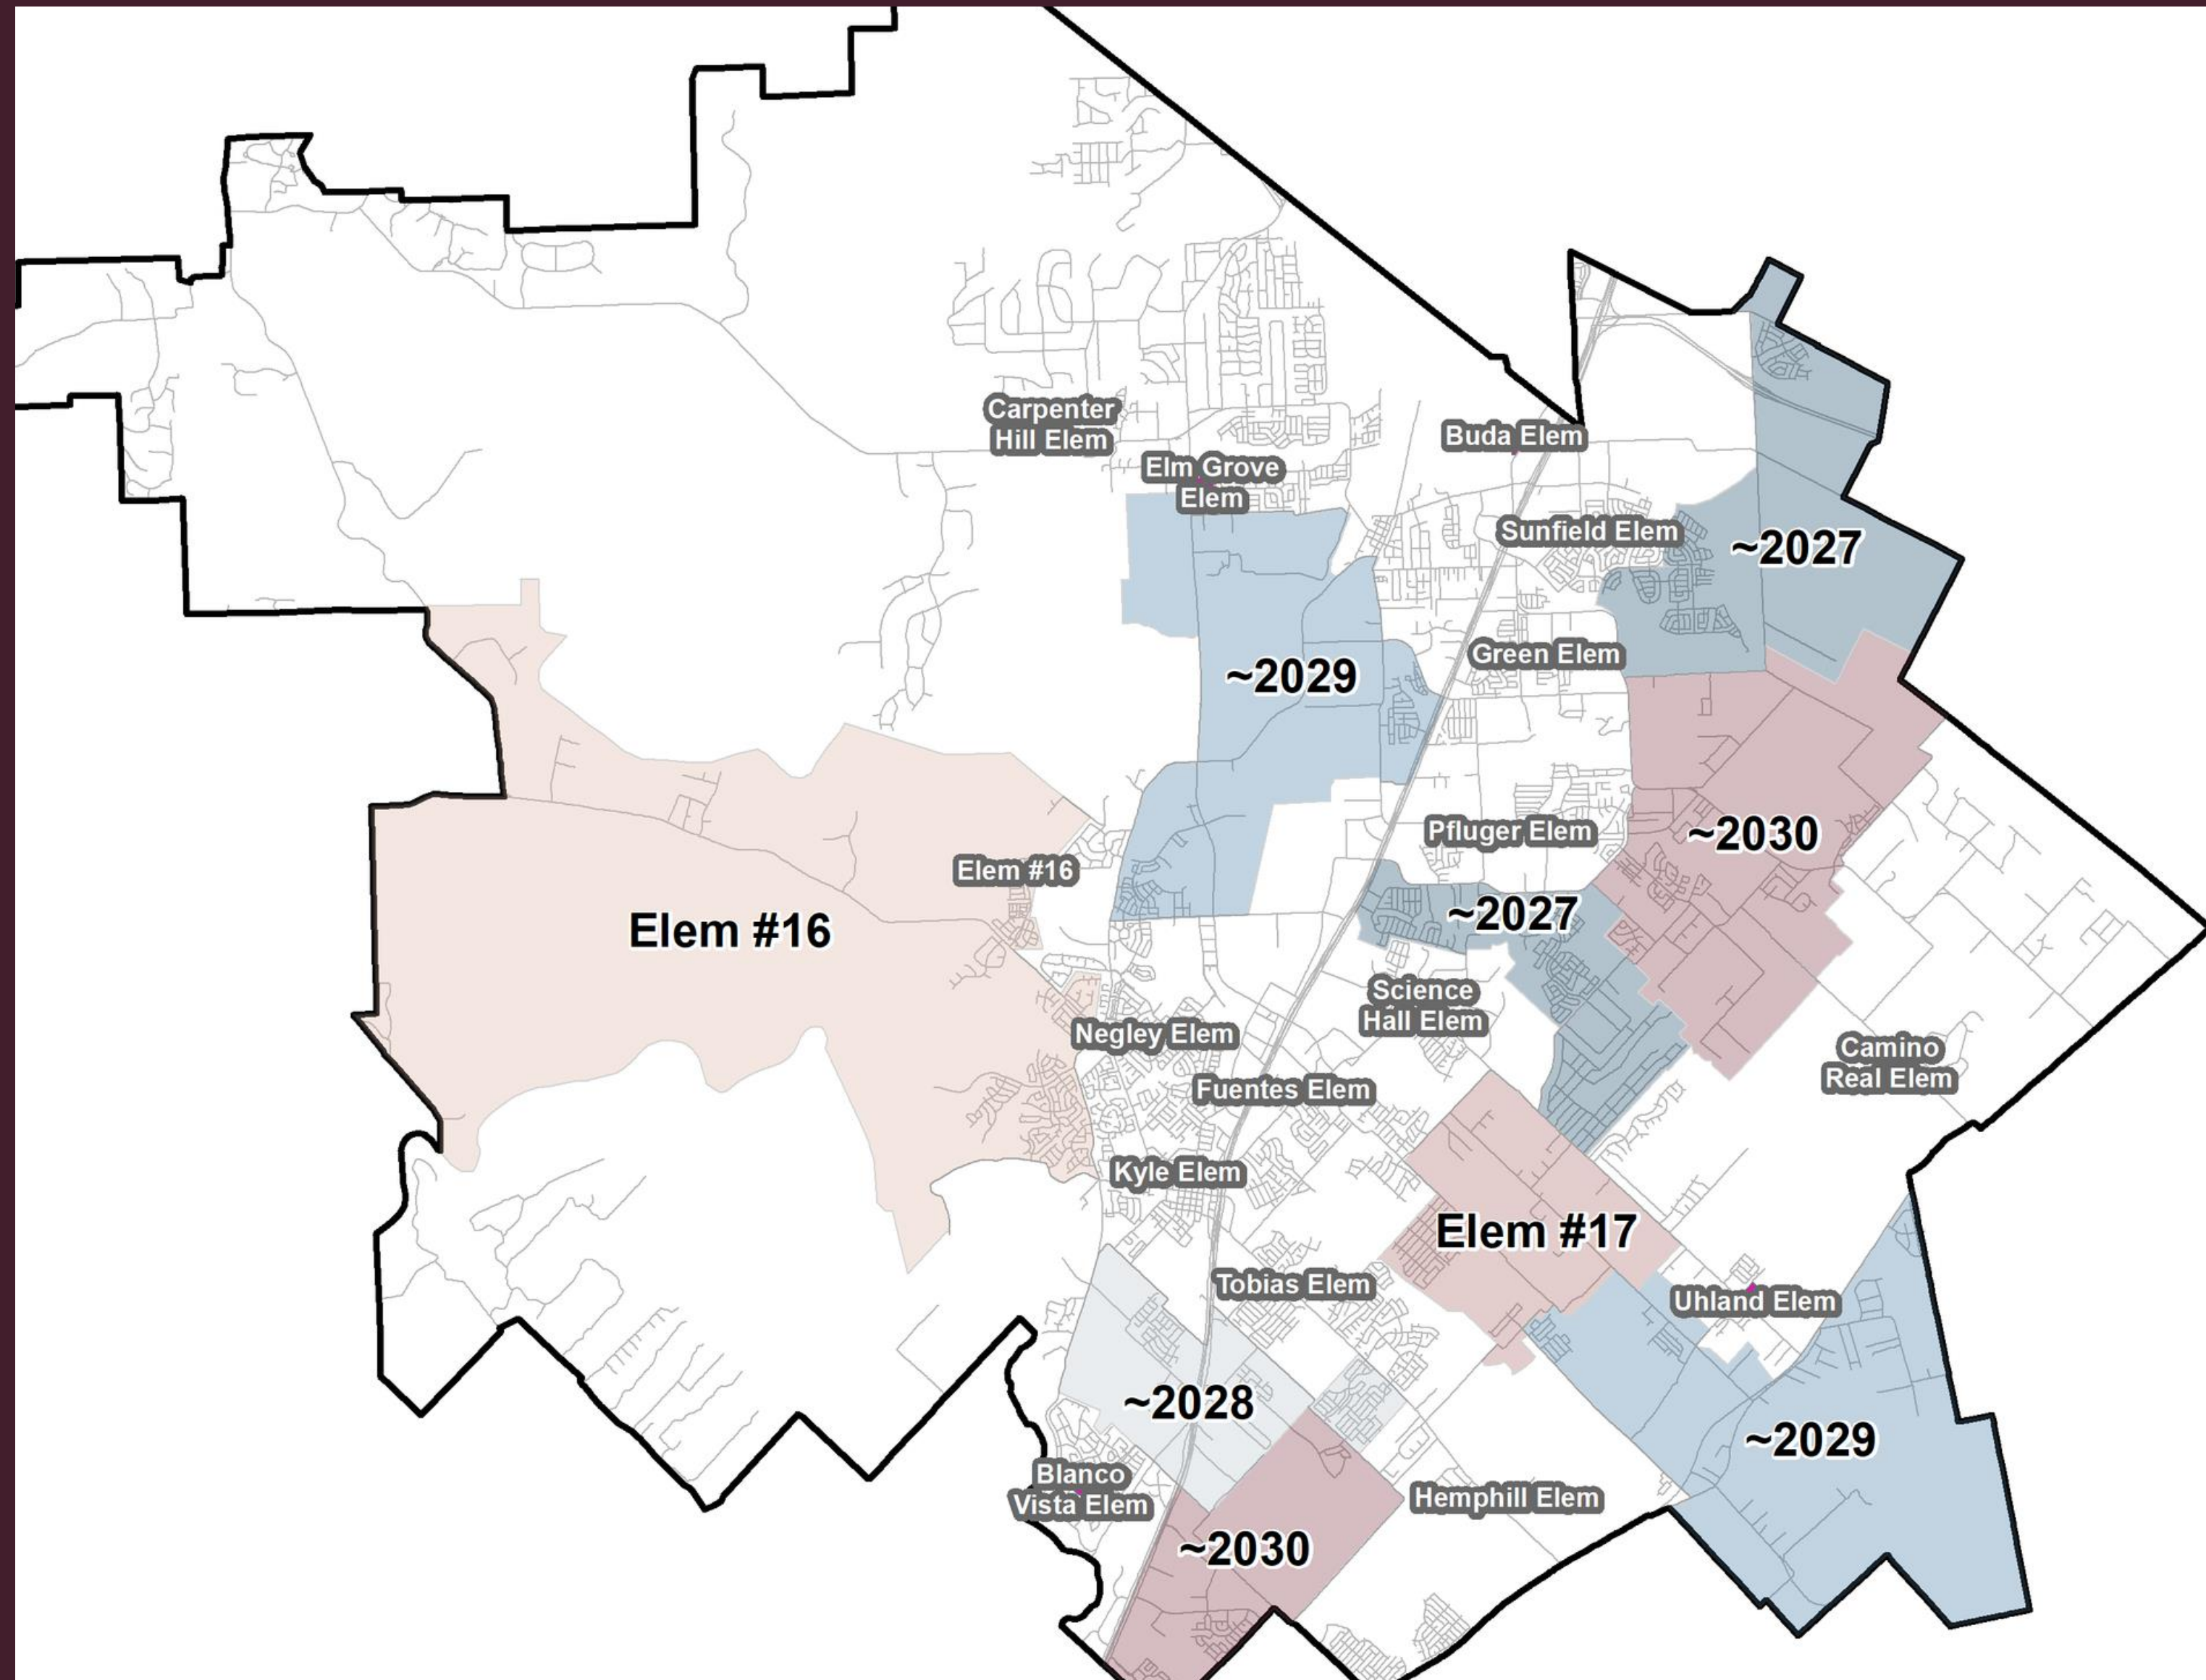 Carpenter
Hill Elem
Elm Grove
Elem
Buda Elem
Sunfield Elem
~2027
~2029
Green Elem
Pfluger Elem
~2030
Elem #16
Elem #16
~2027
Science
Hall Elem
Negley Elem
Camino
Real Elem
Fuentes Elem
Kyle Elem
Elem #17
Tobias Elem
Uhland Elem
~2028
~2029
Blanco
Vista Elem
Hemphill Elem
~2030